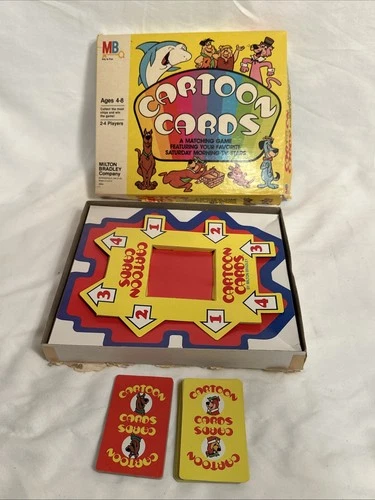 MB
Ages 4-8
2-4 Players
MILTON
BRADLEY
Company
CARTOON
CARDS
A MATCHING GAME
FEATURING YOUR FAVORITE
SATURDAY MORNING TV STARS
4
1
2
3
CARTOON
CARDS
CARTOON
CARDS
3
2
1
4
CARTOON
CARDS
CARDS
CARTOON
CARTOON
CARDS
CARDS
CARTOON